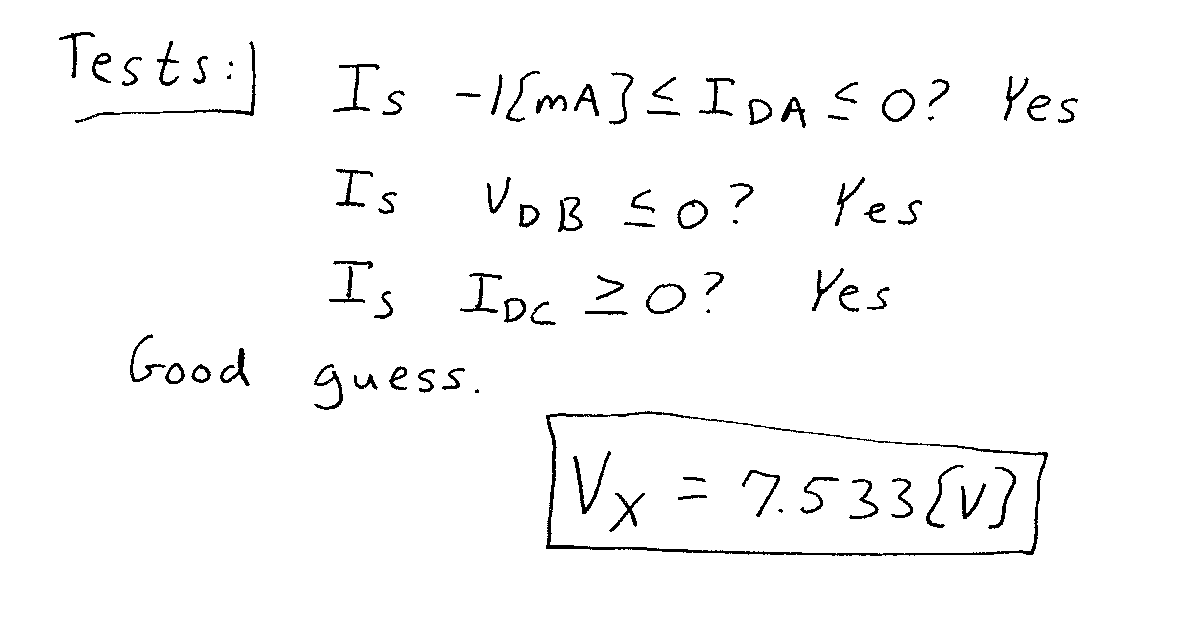 Tests: Is -1[mA] ≤ I_DA ≤ 0? Yes
Is V_DB ≤ 0? Yes
Is I_DC ≥ 0? Yes
Good guess.
V_X = 7.533[V]